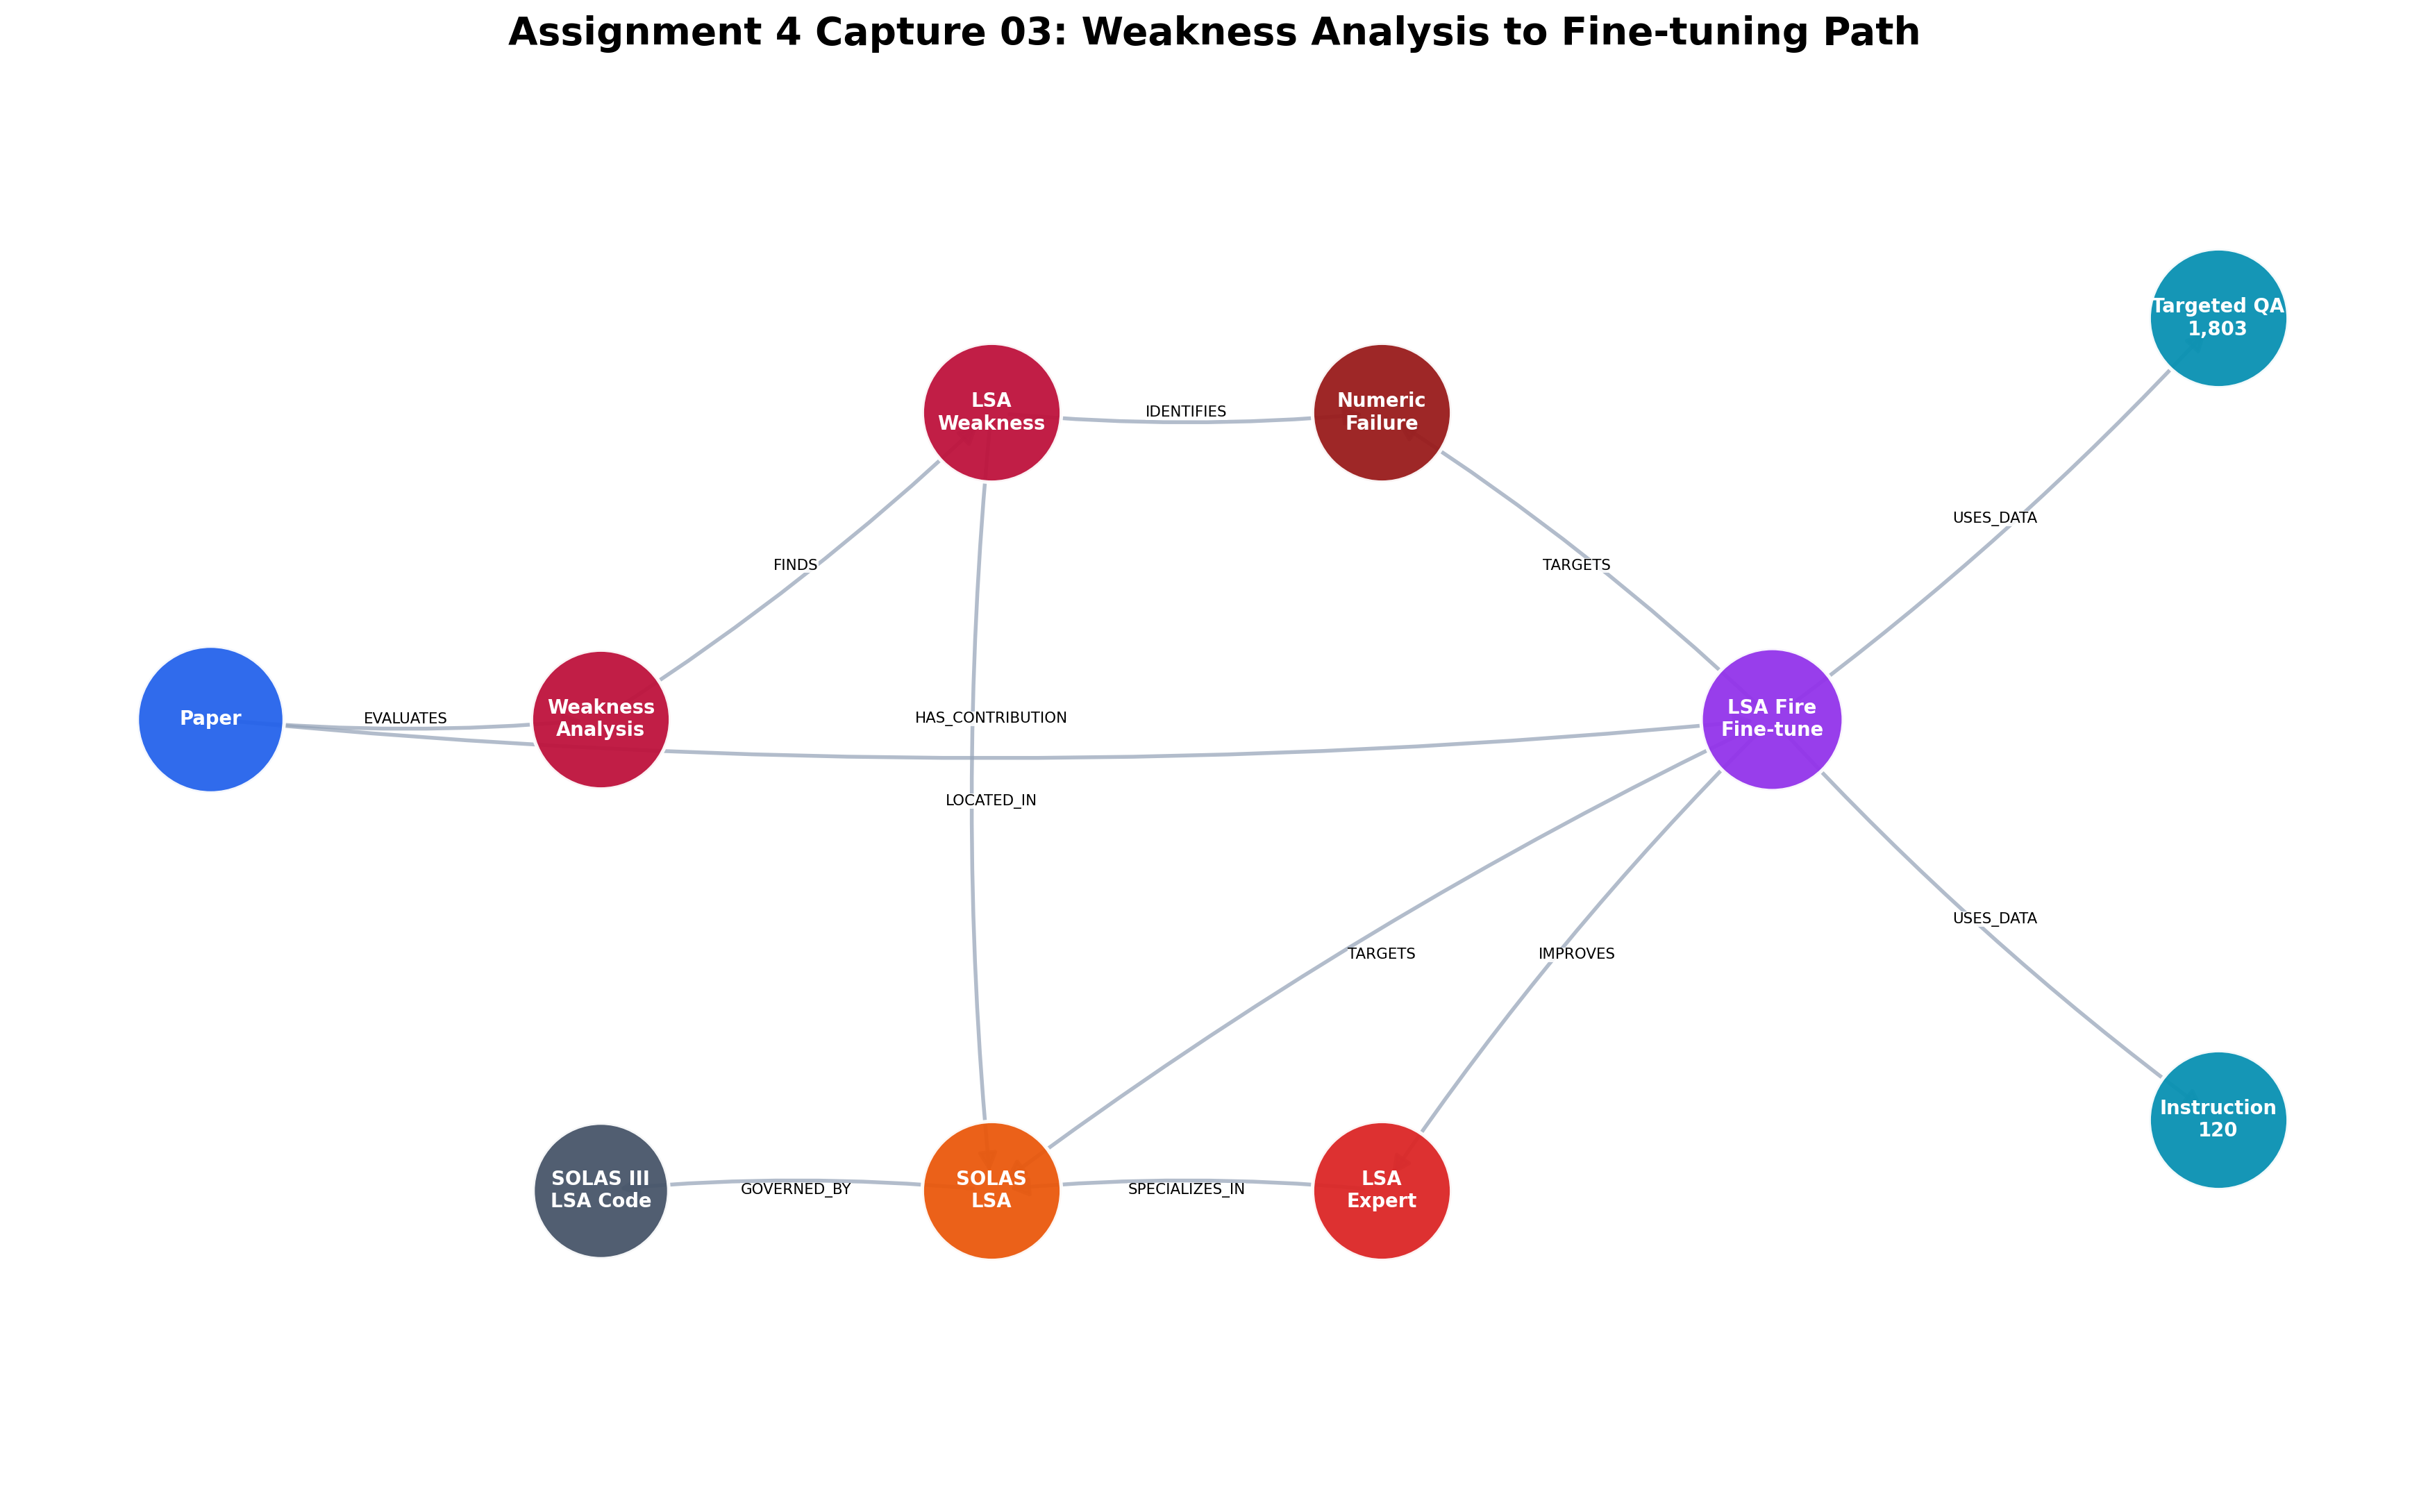 Assignment 4 Capture 03: Weakness Analysis to Fine-tuning Path
Targeted QA
1,803
LSA
Weakness
IDENTIFIES
Numeric
Failure
USES_DATA
FINDS
TARGETS
Paper
EVALUATES
Weakness
Analysis
HAS_CONTRIBUTION
LSA Fire
Fine-tune
LOCATED_IN
USES_DATA
TARGETS
IMPROVES
Instruction
120
SOLAS III
LSA Code
GOVERNED_BY
SOLAS
LSA
SPECIALIZES_IN
LSA
Expert